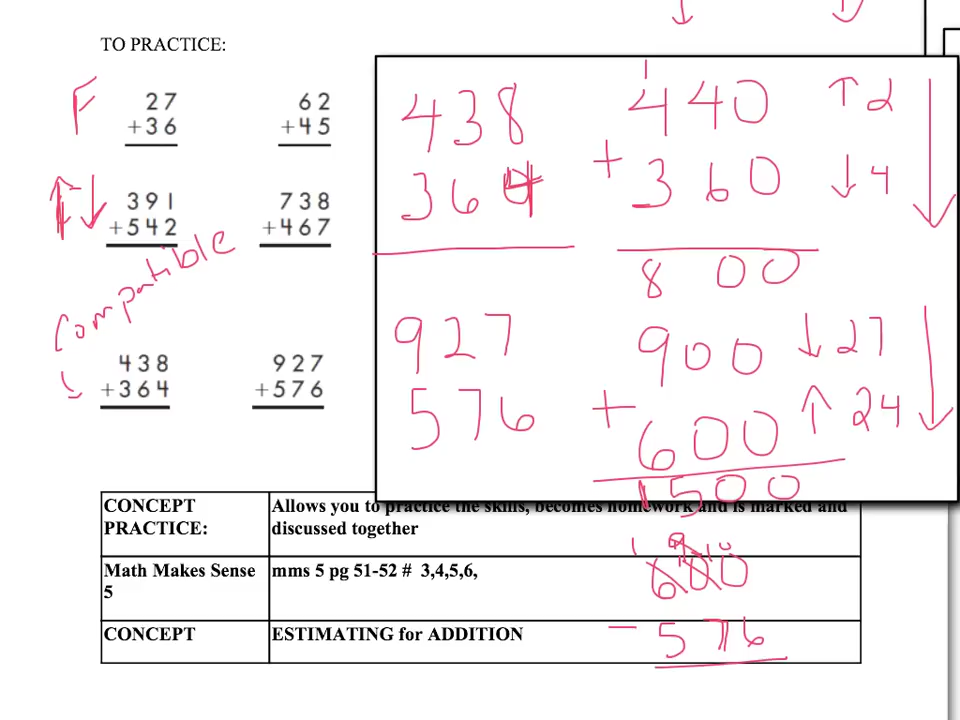 TO PRACTICE:
F
27 62
+36 +45
391 738
+542 +467
Compatible
438 927
+364 +576
438 440 ↑2
364 +360 ↓4
800
927 900 ↓27
576 +600 ↑24
1500
CONCEPT PRACTICE: Allows you to practice the skills, becomes homework and is marked and
discussed together
Math Makes Sense 5 mms 5 pg 51-52 # 3,4,5,6,
CONCEPT ESTIMATING for ADDITION
1 9 10
600
- 576